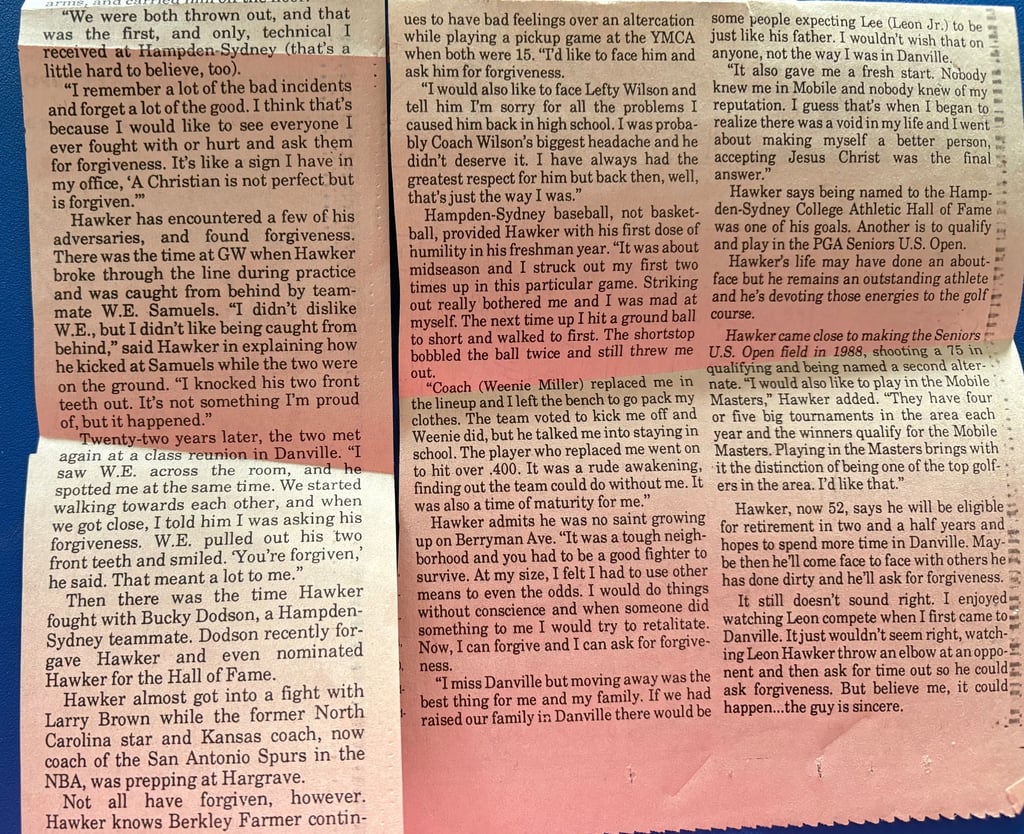 arms, and carried him off the floor.
"We were both thrown out, and that
was the first, and only, technical I
received at Hampden-Sydney (that's a
little hard to believe, too).
"I remember a lot of the bad incidents
and forget a lot of the good. I think that's
because I would like to see everyone I
ever fought with or hurt and ask them
for forgiveness. It's like a sign I have in
my office, 'A Christian is not perfect but
is forgiven.'"
Hawker has encountered a few of his
adversaries, and found forgiveness.
There was the time at GW when Hawker
broke through the line during practice
and was caught from behind by team-
mate W.E. Samuels. "I didn't dislike
W.E., but I didn't like being caught from
behind," said Hawker in explaining how
he kicked at Samuels while the two were
on the ground. "I knocked his two front
teeth out. It's not something I'm proud
of, but it happened."
Twenty-two years later, the two met
again at a class reunion in Danville. "I
saw W.E. across the room, and he
spotted me at the same time. We started
walking towards each other, and when
we got close, I told him I was asking his
forgiveness. W.E. pulled out his two
front teeth and smiled. 'You're forgiven,'
he said. That meant a lot to me."
Then there was the time Hawker
fought with Bucky Dodson, a Hampden-
Sydney teammate. Dodson recently for-
gave Hawker and even nominated
Hawker for the Hall of Fame.
Hawker almost got into a fight with
Larry Brown while the former North
Carolina star and Kansas coach, now
coach of the San Antonio Spurs in the
NBA, was prepping at Hargrave.
Not all have forgiven, however.
Hawker knows Berkley Farmer contin-
ues to have bad feelings over an altercation
while playing a pickup game at the YMCA
when both were 15. "I'd like to face him and
ask him for forgiveness.
"I would also like to face Lefty Wilson and
tell him I'm sorry for all the problems I
caused him back in high school. I was proba-
bly Coach Wilson's biggest headache and he
didn't deserve it. I have always had the
greatest respect for him but back then, well,
that's just the way I was."
Hampden-Sydney baseball, not basket-
ball, provided Hawker with his first dose of
humility in his freshman year. "It was about
midseason and I struck out my first two
times up in this particular game. Striking
out really bothered me and I was mad at
myself. The next time up I hit a ground ball
to short and walked to first. The shortstop
bobbled the ball twice and still threw me
out.
"Coach (Weenie Miller) replaced me in
the lineup and I left the bench to go pack my
clothes. The team voted to kick me off and
Weenie did, but he talked me into staying in
school. The player who replaced me went on
to hit over .400. It was a rude awakening,
finding out the team could do without me. It
was also a time of maturity for me."
Hawker admits he was no saint growing
up on Berryman Ave. "It was a tough neigh-
borhood and you had to be a good fighter to
survive. At my size, I felt I had to use other
means to even the odds. I would do things
without conscience and when someone did
something to me I would try to retalitate.
Now, I can forgive and I can ask for forgive-
ness.
"I miss Danville but moving away was the
best thing for me and my family. If we had
raised our family in Danville there would be
some people expecting Lee (Leon Jr.) to be
just like his father. I wouldn't wish that on
anyone, not the way I was in Danville.
"It also gave me a fresh start. Nobody
knew me in Mobile and nobody knew of my
reputation. I guess that's when I began to
realize there was a void in my life and I went
about making myself a better person,
accepting Jesus Christ was the final
answer."
Hawker says being named to the Hamp-
den-Sydney College Athletic Hall of Fame
was one of his goals. Another is to qualify
and play in the PGA Seniors U.S. Open.
Hawker's life may have done an about-
face but he remains an outstanding athlete
and he's devoting those energies to the golf
course.
Hawker came close to making the Seniors
U.S. Open field in 1988, shooting a 75 in
qualifying and being named a second alter-
nate. "I would also like to play in the Mobile
Masters," Hawker added. "They have four
or five big tournaments in the area each
year and the winners qualify for the Mobile
Masters. Playing in the Masters brings with
it the distinction of being one of the top golf-
ers in the area. I'd like that."
Hawker, now 52, says he will be eligible
for retirement in two and a half years and
hopes to spend more time in Danville. May-
be then he'll come face to face with others he
has done dirty and he'll ask for forgiveness.
It still doesn't sound right. I enjoyed
watching Leon compete when I first came to
Danville. It just wouldn't seem right, watch-
ing Leon Hawker throw an elbow at an oppo-
nent and then ask for time out so he could
ask forgiveness. But believe me, it could
happen...the guy is sincere.